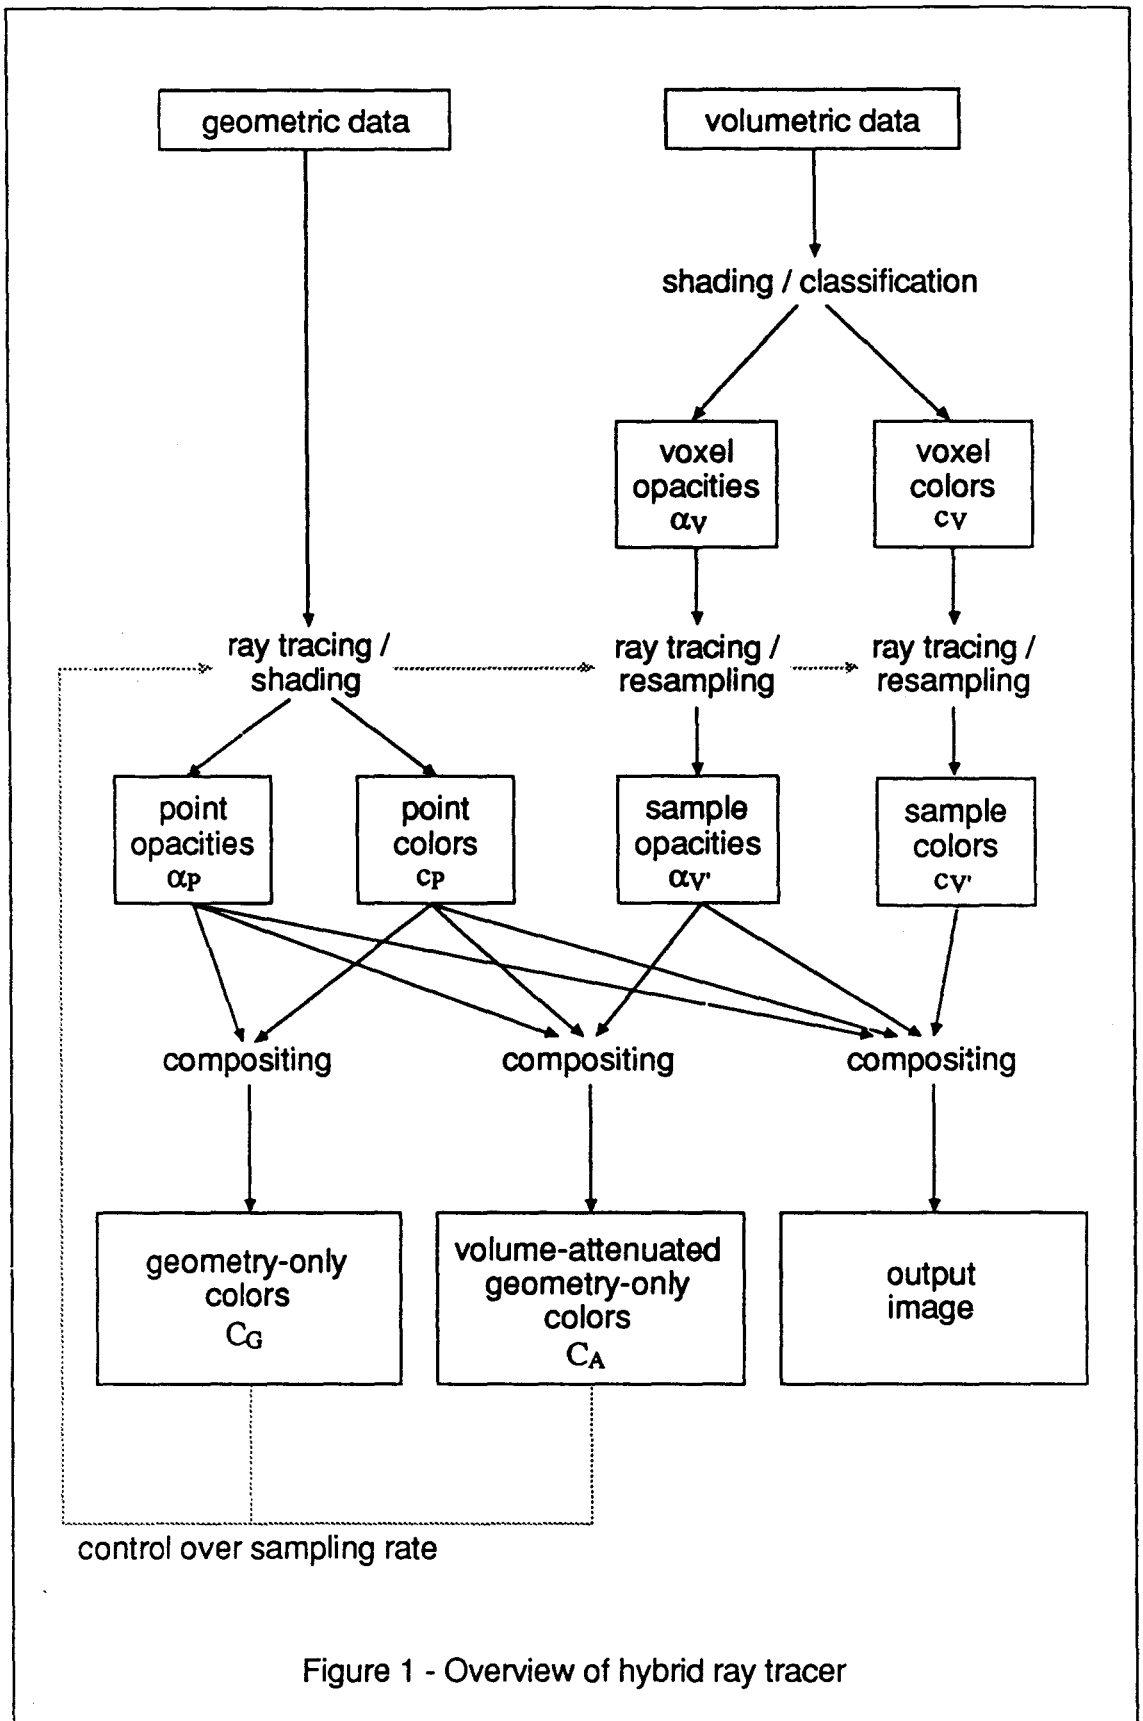 geometric data
volumetric data
shading / classification
voxel
opacities
αV
voxel
colors
cV
ray tracing /
shading
ray tracing /
resampling
ray tracing /
resampling
point
opacities
αP
point
colors
cP
sample
opacities
αV'
sample
colors
cV'
compositing
compositing
compositing
geometry-only
colors
CG
volume-attenuated
geometry-only
colors
CA
output
image
control over sampling rate
Figure 1 - Overview of hybrid ray tracer